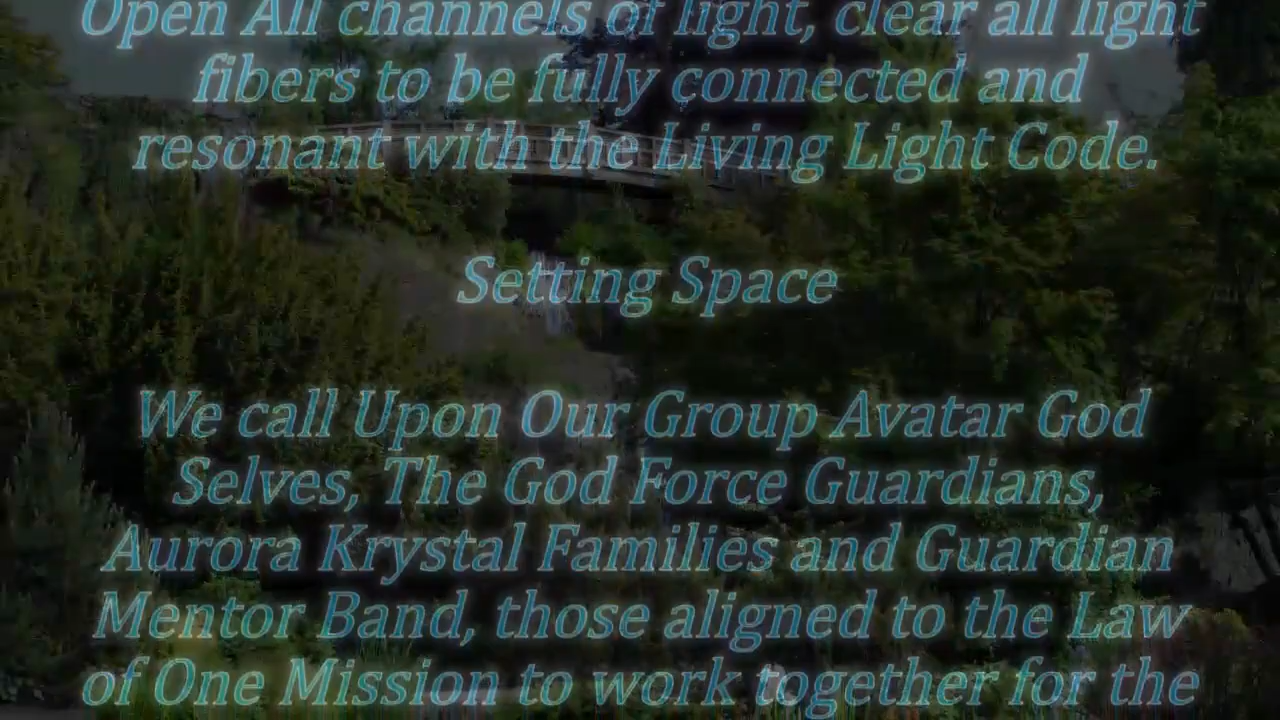 Open All channels of light, clear all light
fibers to be fully connected and
resonant with the Living Light Code.
Setting Space
We call Upon Our Group Avatar God
Selves, The God Force Guardians,
Aurora Krystal Families and Guardian
Mentor Band, those aligned to the Law
of One Mission to work together for the